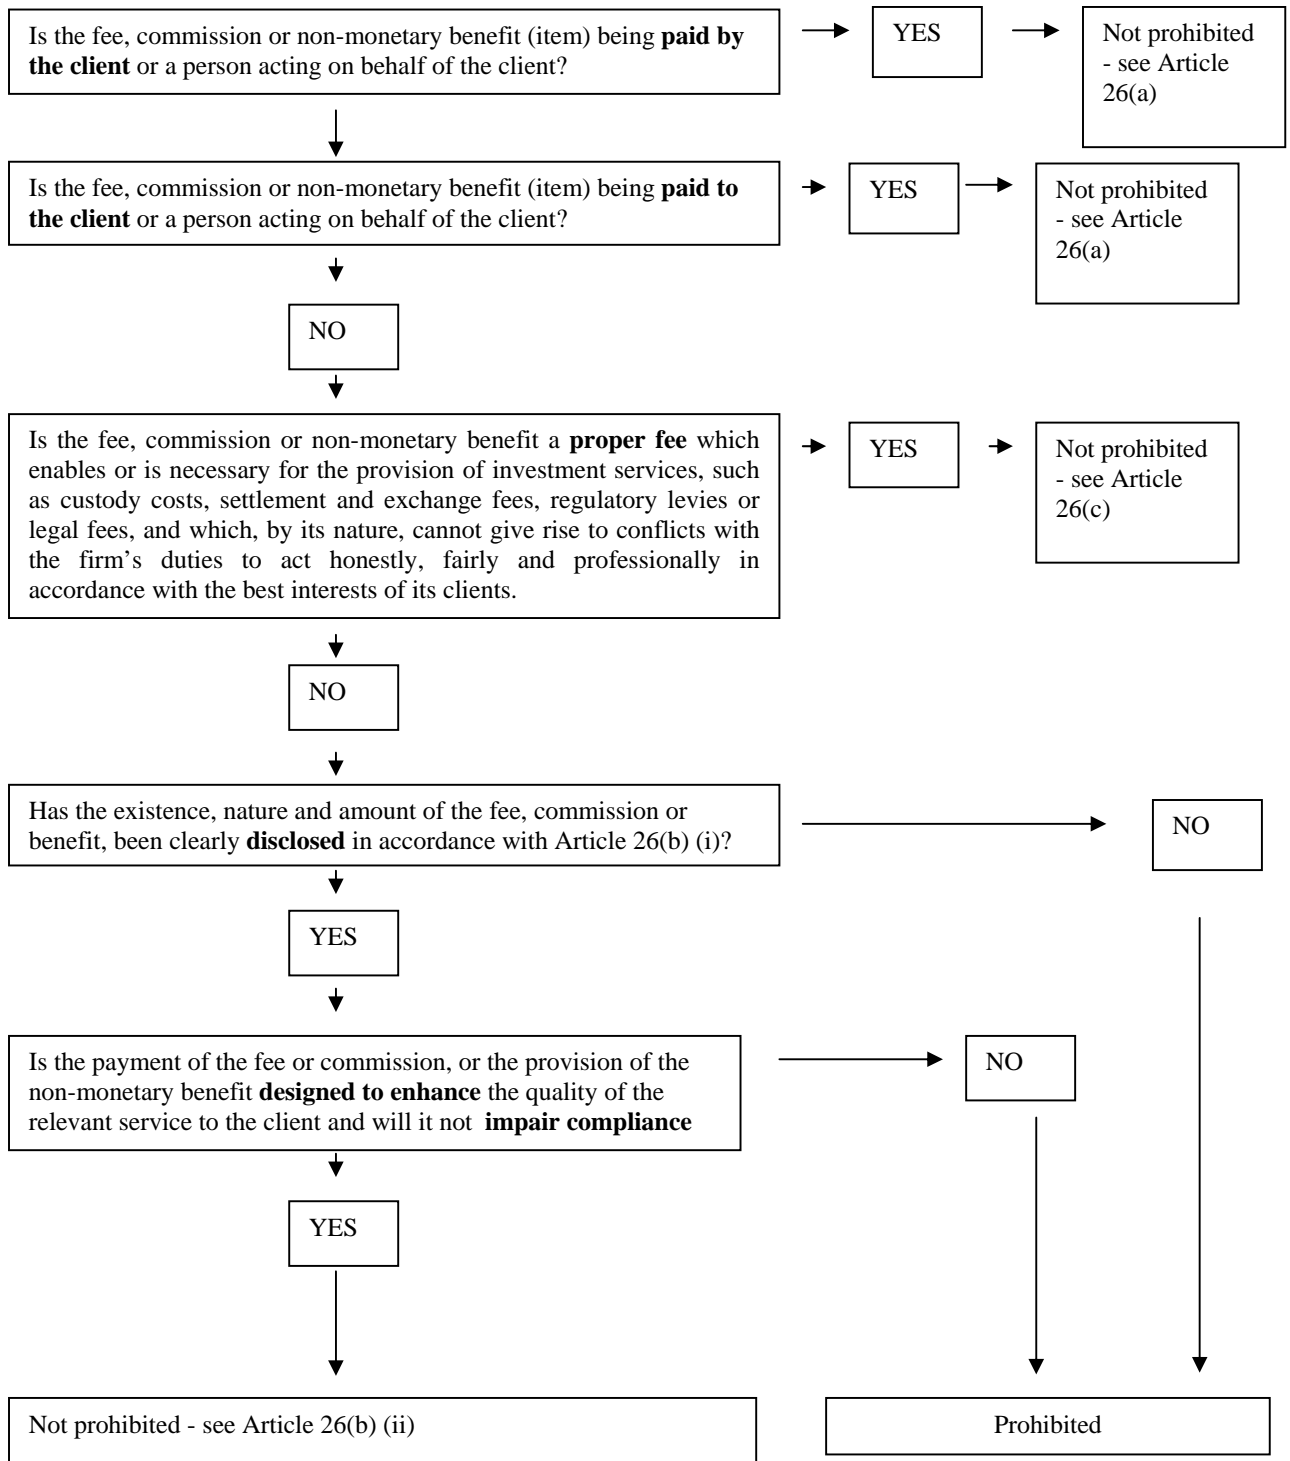 Is the fee, commission or non-monetary benefit (item) being paid by
the client or a person acting on behalf of the client?
YES
Not prohibited
- see Article
26(a)
Is the fee, commission or non-monetary benefit (item) being paid to
the client or a person acting on behalf of the client?
YES
Not prohibited
- see Article
26(a)
NO
Is the fee, commission or non-monetary benefit a proper fee which
enables or is necessary for the provision of investment services, such
as custody costs, settlement and exchange fees, regulatory levies or
legal fees, and which, by its nature, cannot give rise to conflicts with
the firm's duties to act honestly, fairly and professionally in
accordance with the best interests of its clients.
YES
Not prohibited
- see Article
26(c)
NO
Has the existence, nature and amount of the fee, commission or
benefit, been clearly disclosed in accordance with Article 26(b) (i)?
NO
YES
Is the payment of the fee or commission, or the provision of the
non-monetary benefit designed to enhance the quality of the
relevant service to the client and will it not impair compliance
NO
YES
Not prohibited - see Article 26(b) (ii)
Prohibited